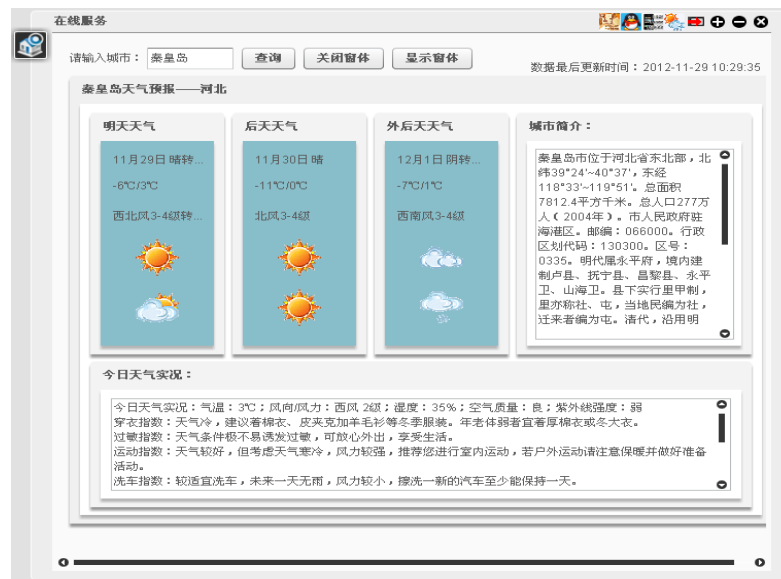 在线服务
请输入城市： 秦皇岛 查询 关闭窗体 显示窗体
数据最后更新时间：2012-11-29 10:29:35
秦皇岛天气预报——河北
明天天气
11月29日 晴转...
-6℃/3℃
西北风3-4级转...
后天天气
11月30日 晴
-11℃/0℃
北风3-4级
外后天天气
12月1日 阴转...
-7℃/1℃
西南风3-4级
城市简介：
秦皇岛市位于河北省东北部，北
纬39°24'~40°37'，东经
118°33'~119°51'。总面积
7812.4平方千米。总人口277万
人（2004年）。市人民政府驻
海港区。邮编：066000。行政
区划代码：130300。区号：
0335。明代属永平府，境内建
制卢县、抚宁县、昌黎县、永平
卫、山海卫。县下实行里甲制，
里亦称社、屯，当地民编为社，
迁来者编为屯。清代，沿用明
今日天气实况：
今日天气实况：气温：3℃；风向/风力：西风 2级；湿度：35%；空气质量：良；紫外线强度：弱
穿衣指数：天气冷，建议着棉衣、皮夹克加羊毛衫等冬季服装。年老体弱者宜着厚棉衣或冬大衣。
过敏指数：天气条件极不易诱发过敏，可放心外出，享受生活。
运动指数：天气较好，但考虑天气寒冷，风力较强，推荐您进行室内运动，若户外运动请注意保暖并做好准备
活动。
洗车指数：较适宜洗车，未来一天无雨，风力较小，擦洗一新的汽车至少能保持一天。